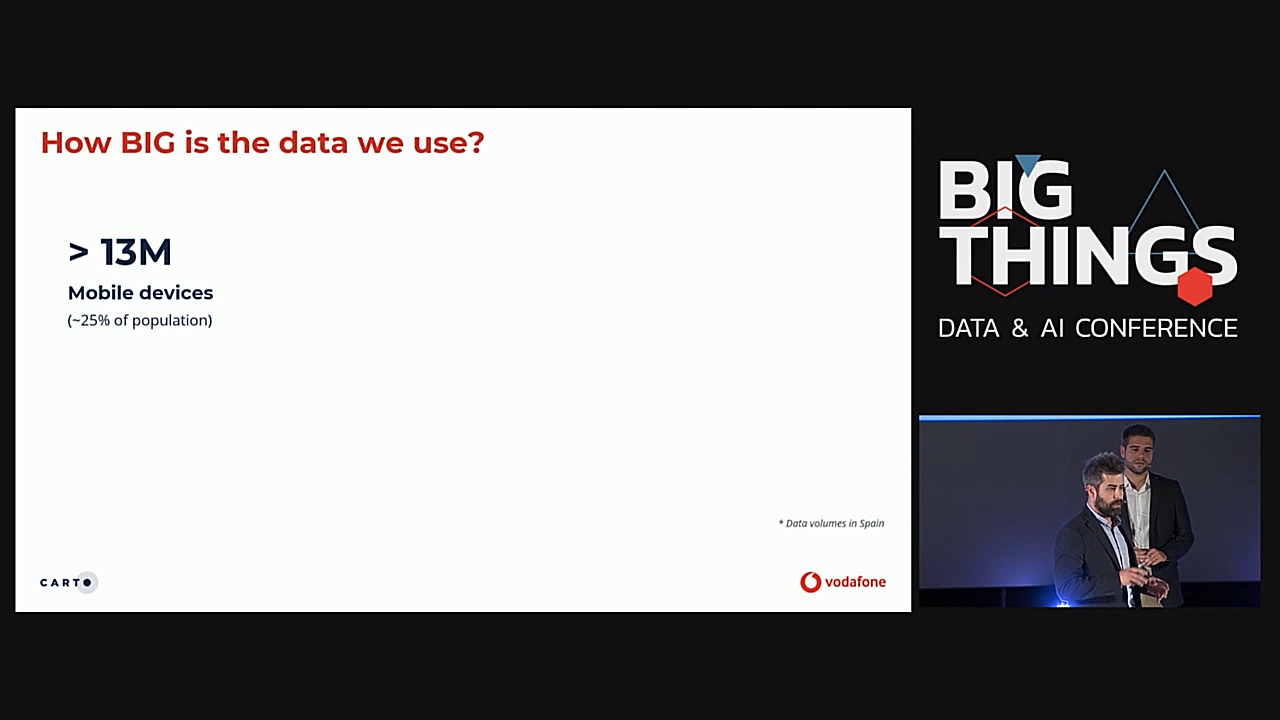 How BIG is the data we use?
> 13M
Mobile devices
(~25% of population)
* Data volumes in Spain
CARTO
vodafone
BIG
THINGS
DATA & AI CONFERENCE